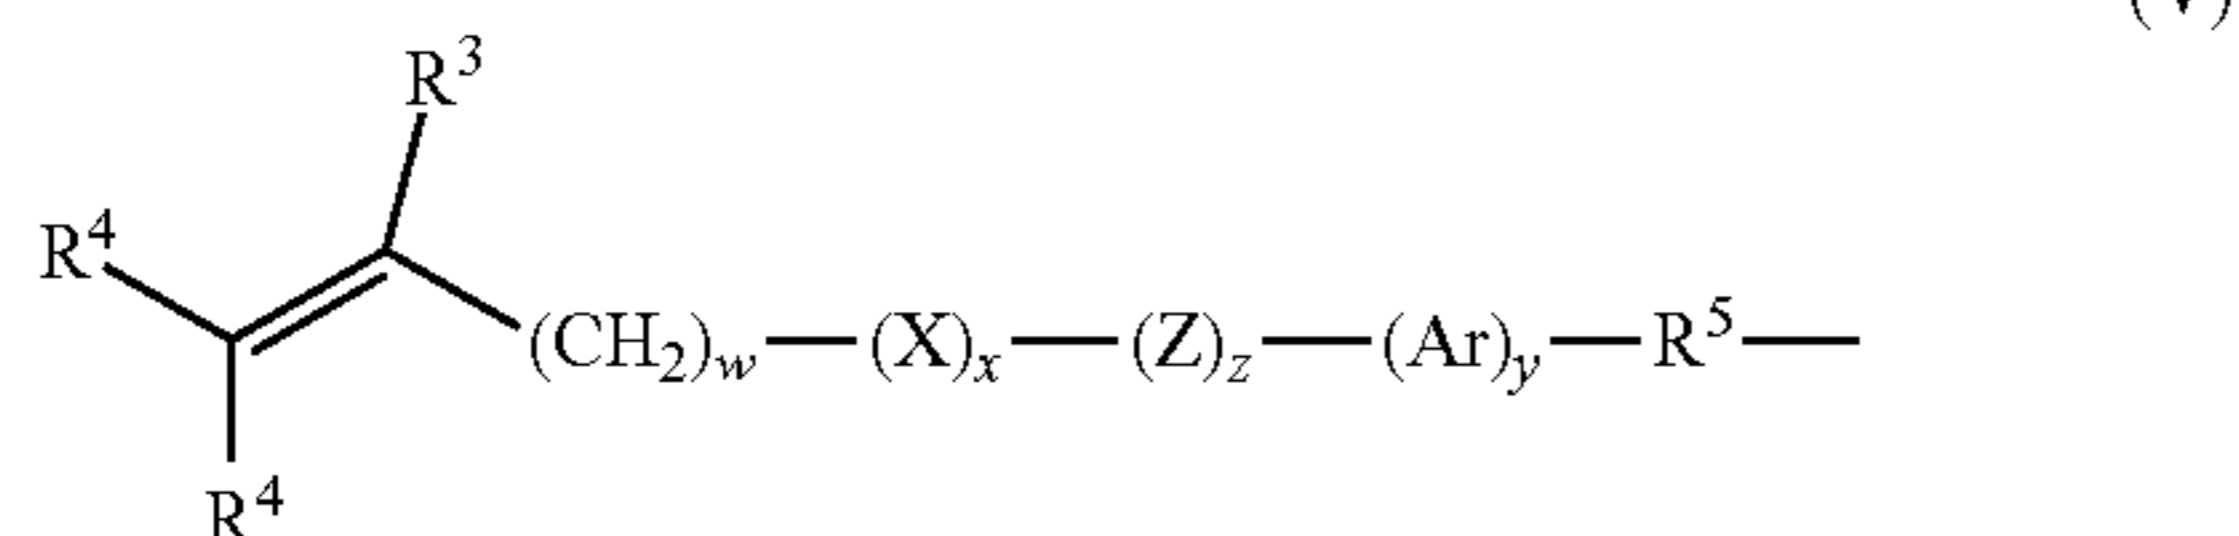 (V)
R³
R⁴
(CH₂)w—(X)ₓ—(Z)z—(Ar)y—R⁵—
R⁴